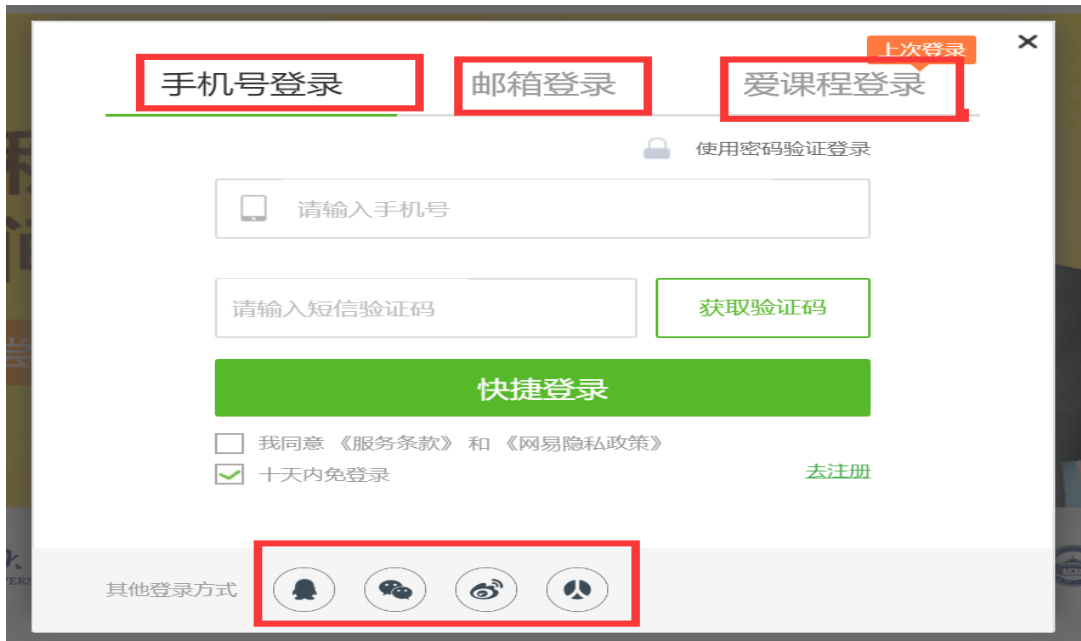 上次登录
手机号登录 邮箱登录 爱课程登录
使用密码验证登录
请输入手机号
请输入短信验证码 获取验证码
快捷登录
我同意 《服务条款》 和 《网易隐私政策》
十天内免登录 去注册
其他登录方式